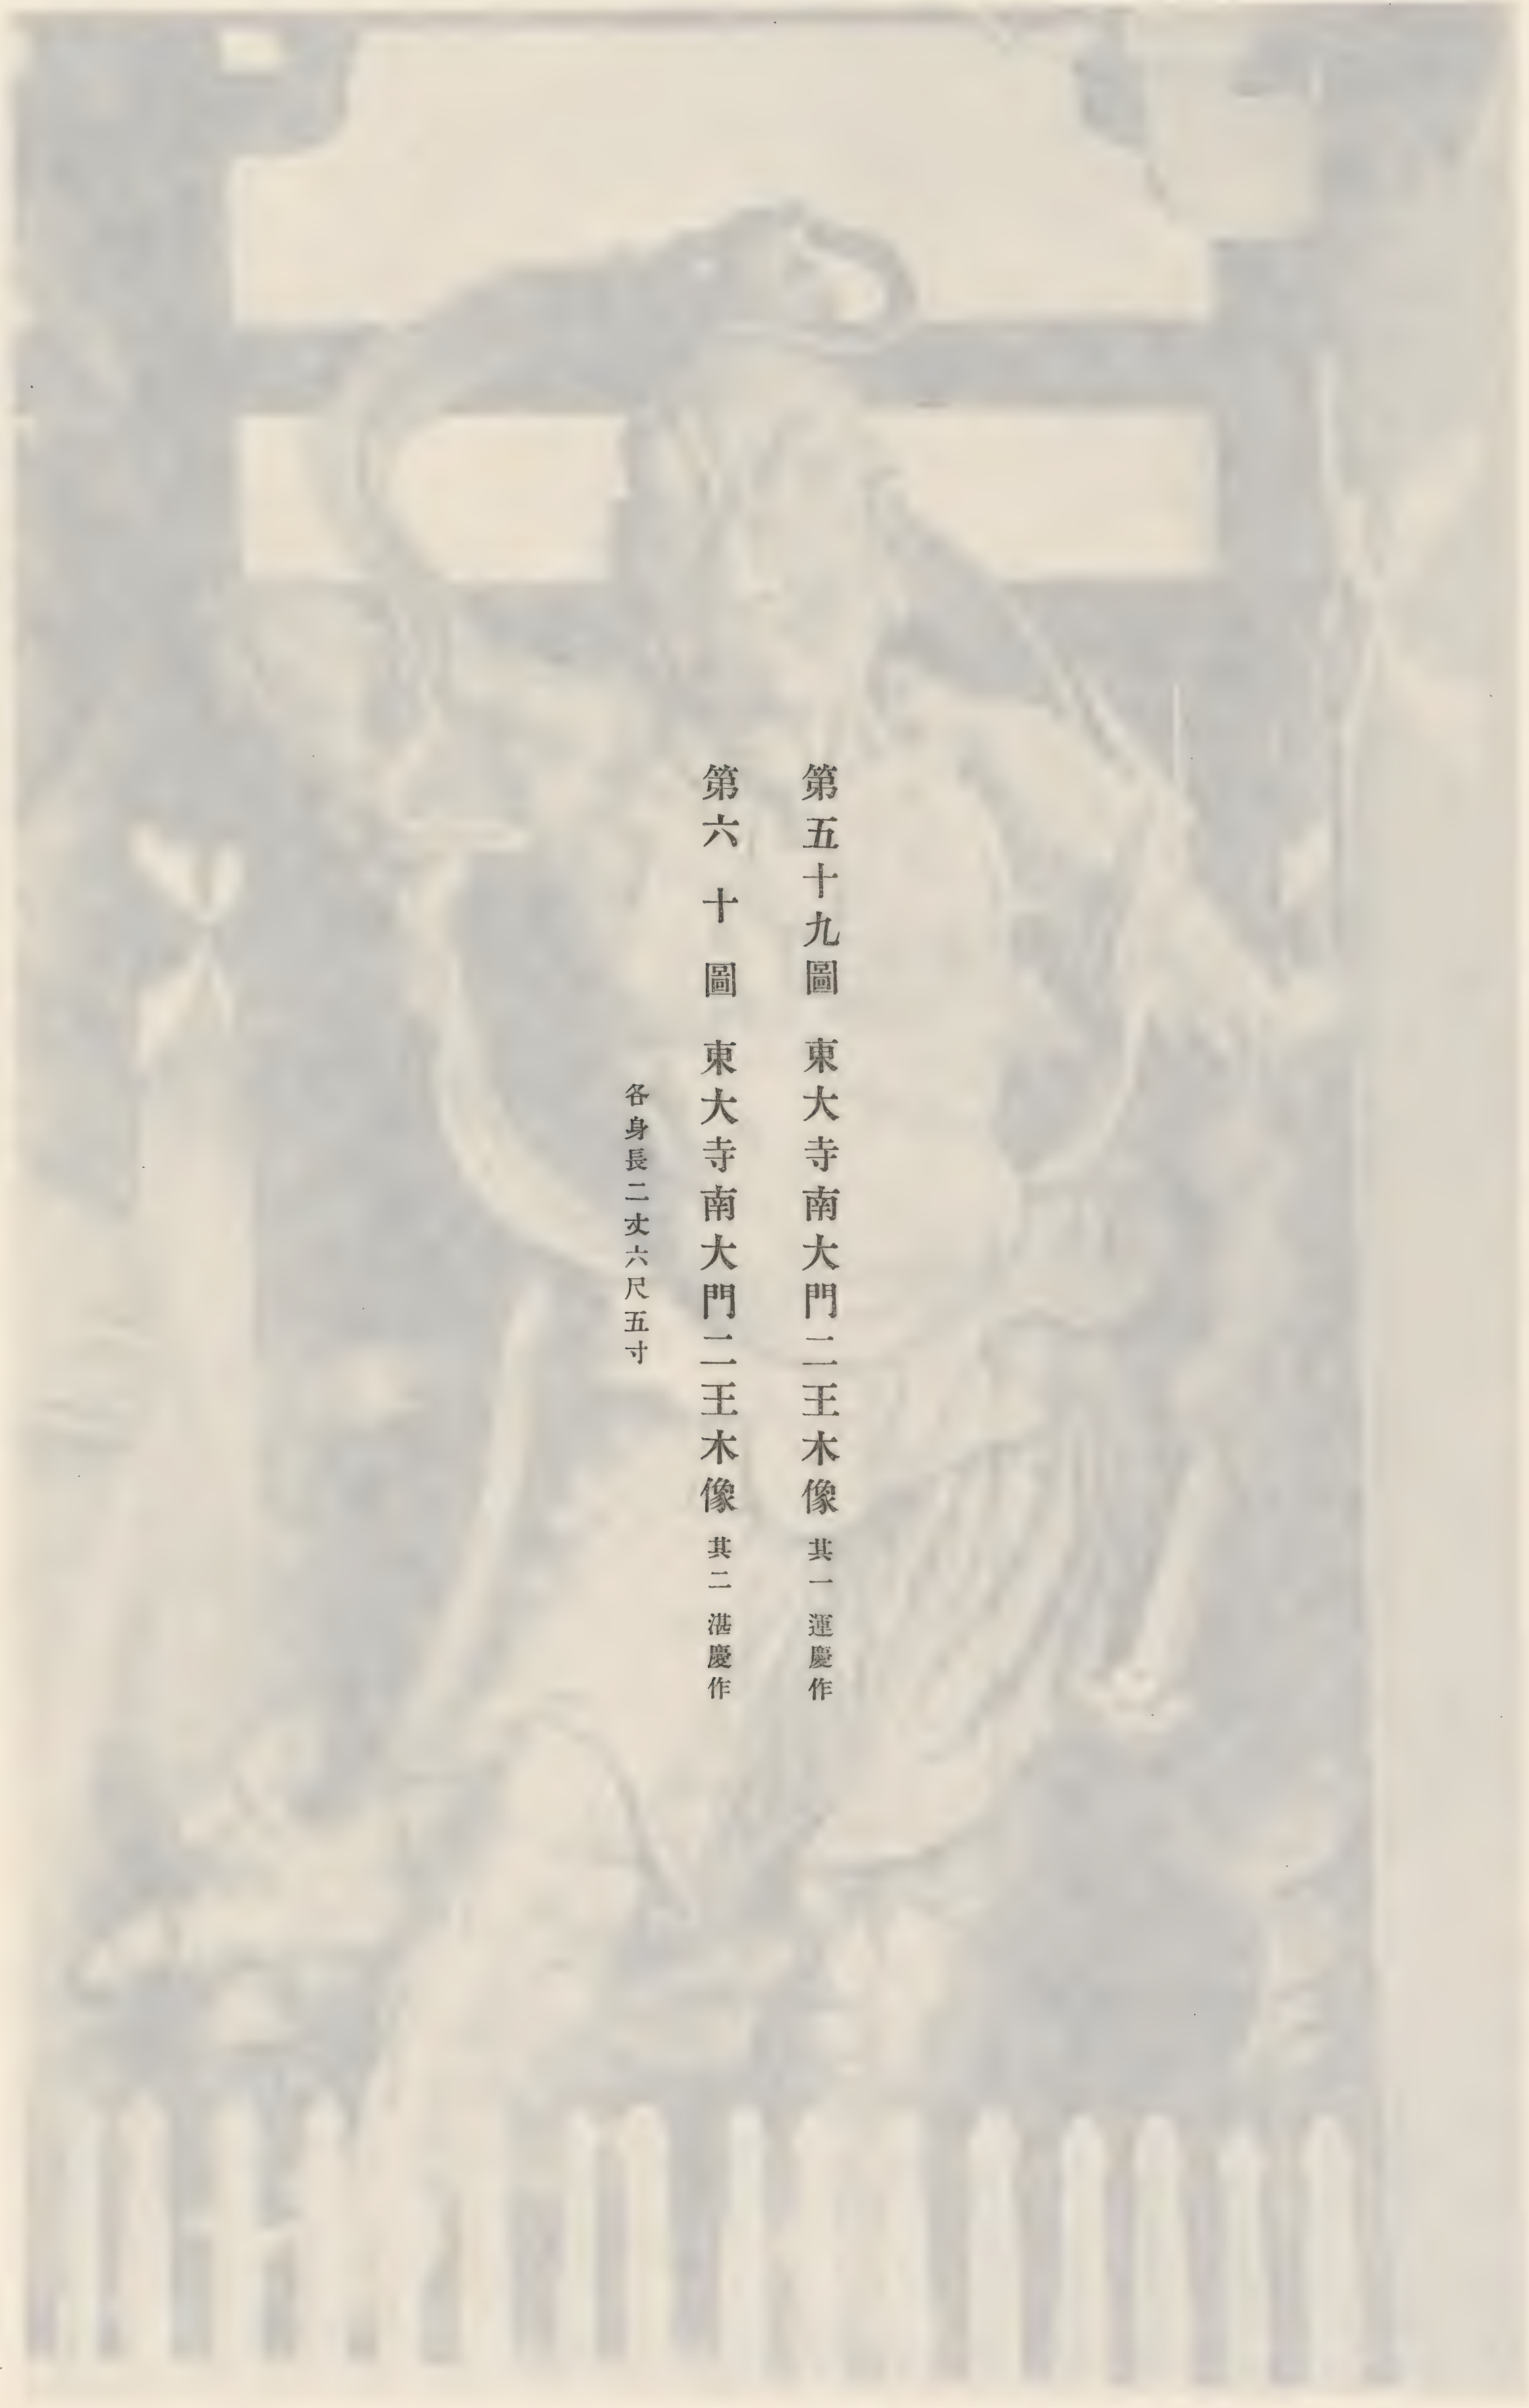 第五十九圖　東大寺南大門二王木像　其一　運慶作
第六十圖　東大寺南大門二王木像　其二　湛慶作
各身長二丈六尺五寸